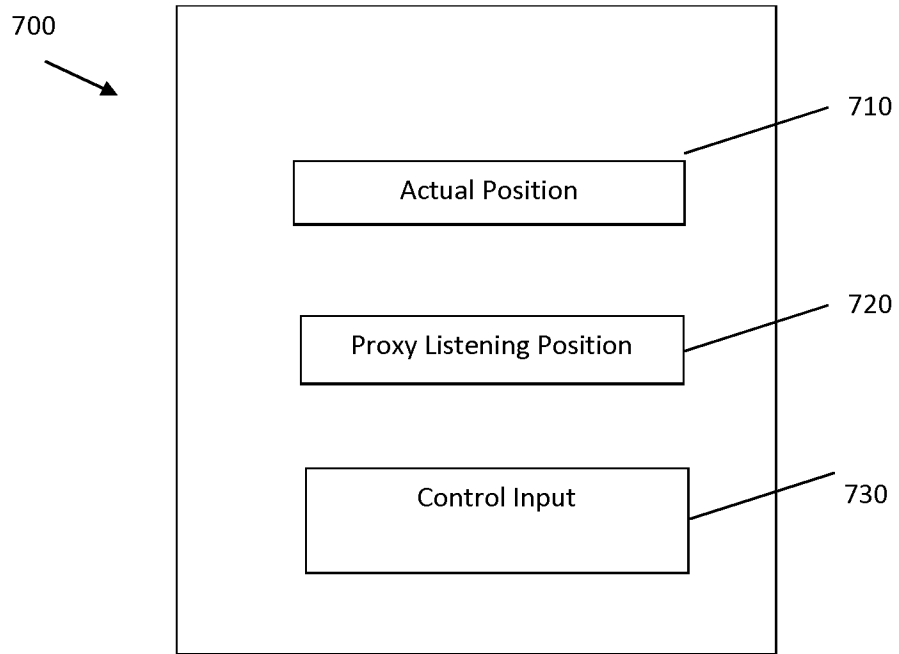 700
710
Actual Position
720
Proxy Listening Position
Control Input
730